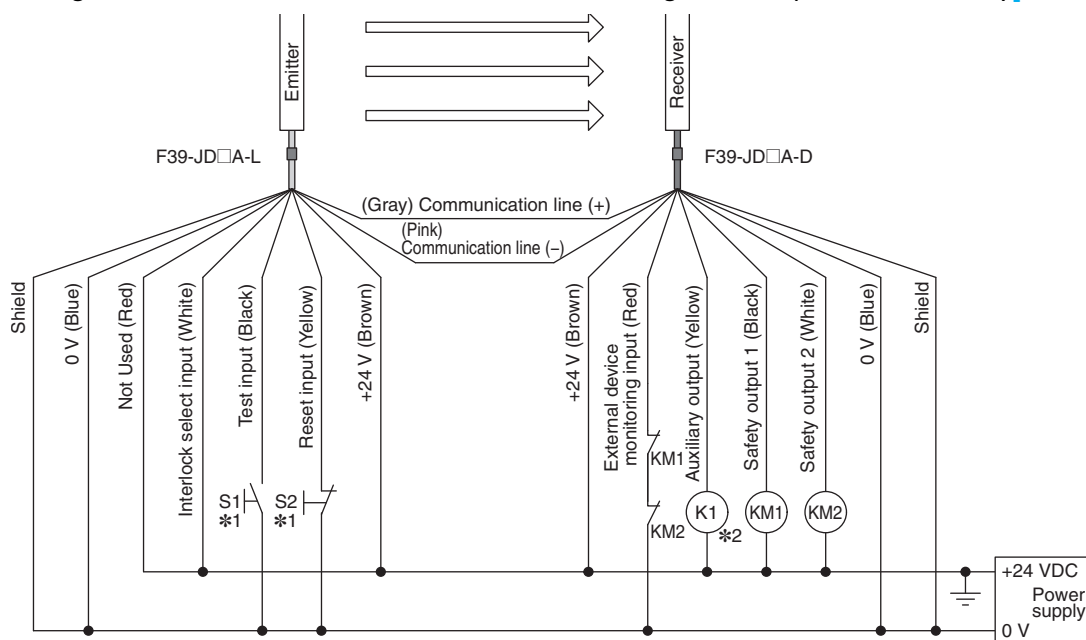 Emitter
Receiver
F39-JD□A-L
F39-JD□A-D
(Gray) Communication line (+)
(Pink)
Communication line (−)
Shield
0 V (Blue)
Not Used (Red)
Interlock select input (White)
Test input (Black)
Reset input (Yellow)
+24 V (Brown)
+24 V (Brown)
External device
monitoring input (Red)
Auxiliary output (Yellow)
Safety output 1 (Black)
Safety output 2 (White)
0 V (Blue)
Shield
S1
*1
S2
*1
KM1
KM2
K1
*2
KM1
KM2
+24 VDC
Power
supply
0 V